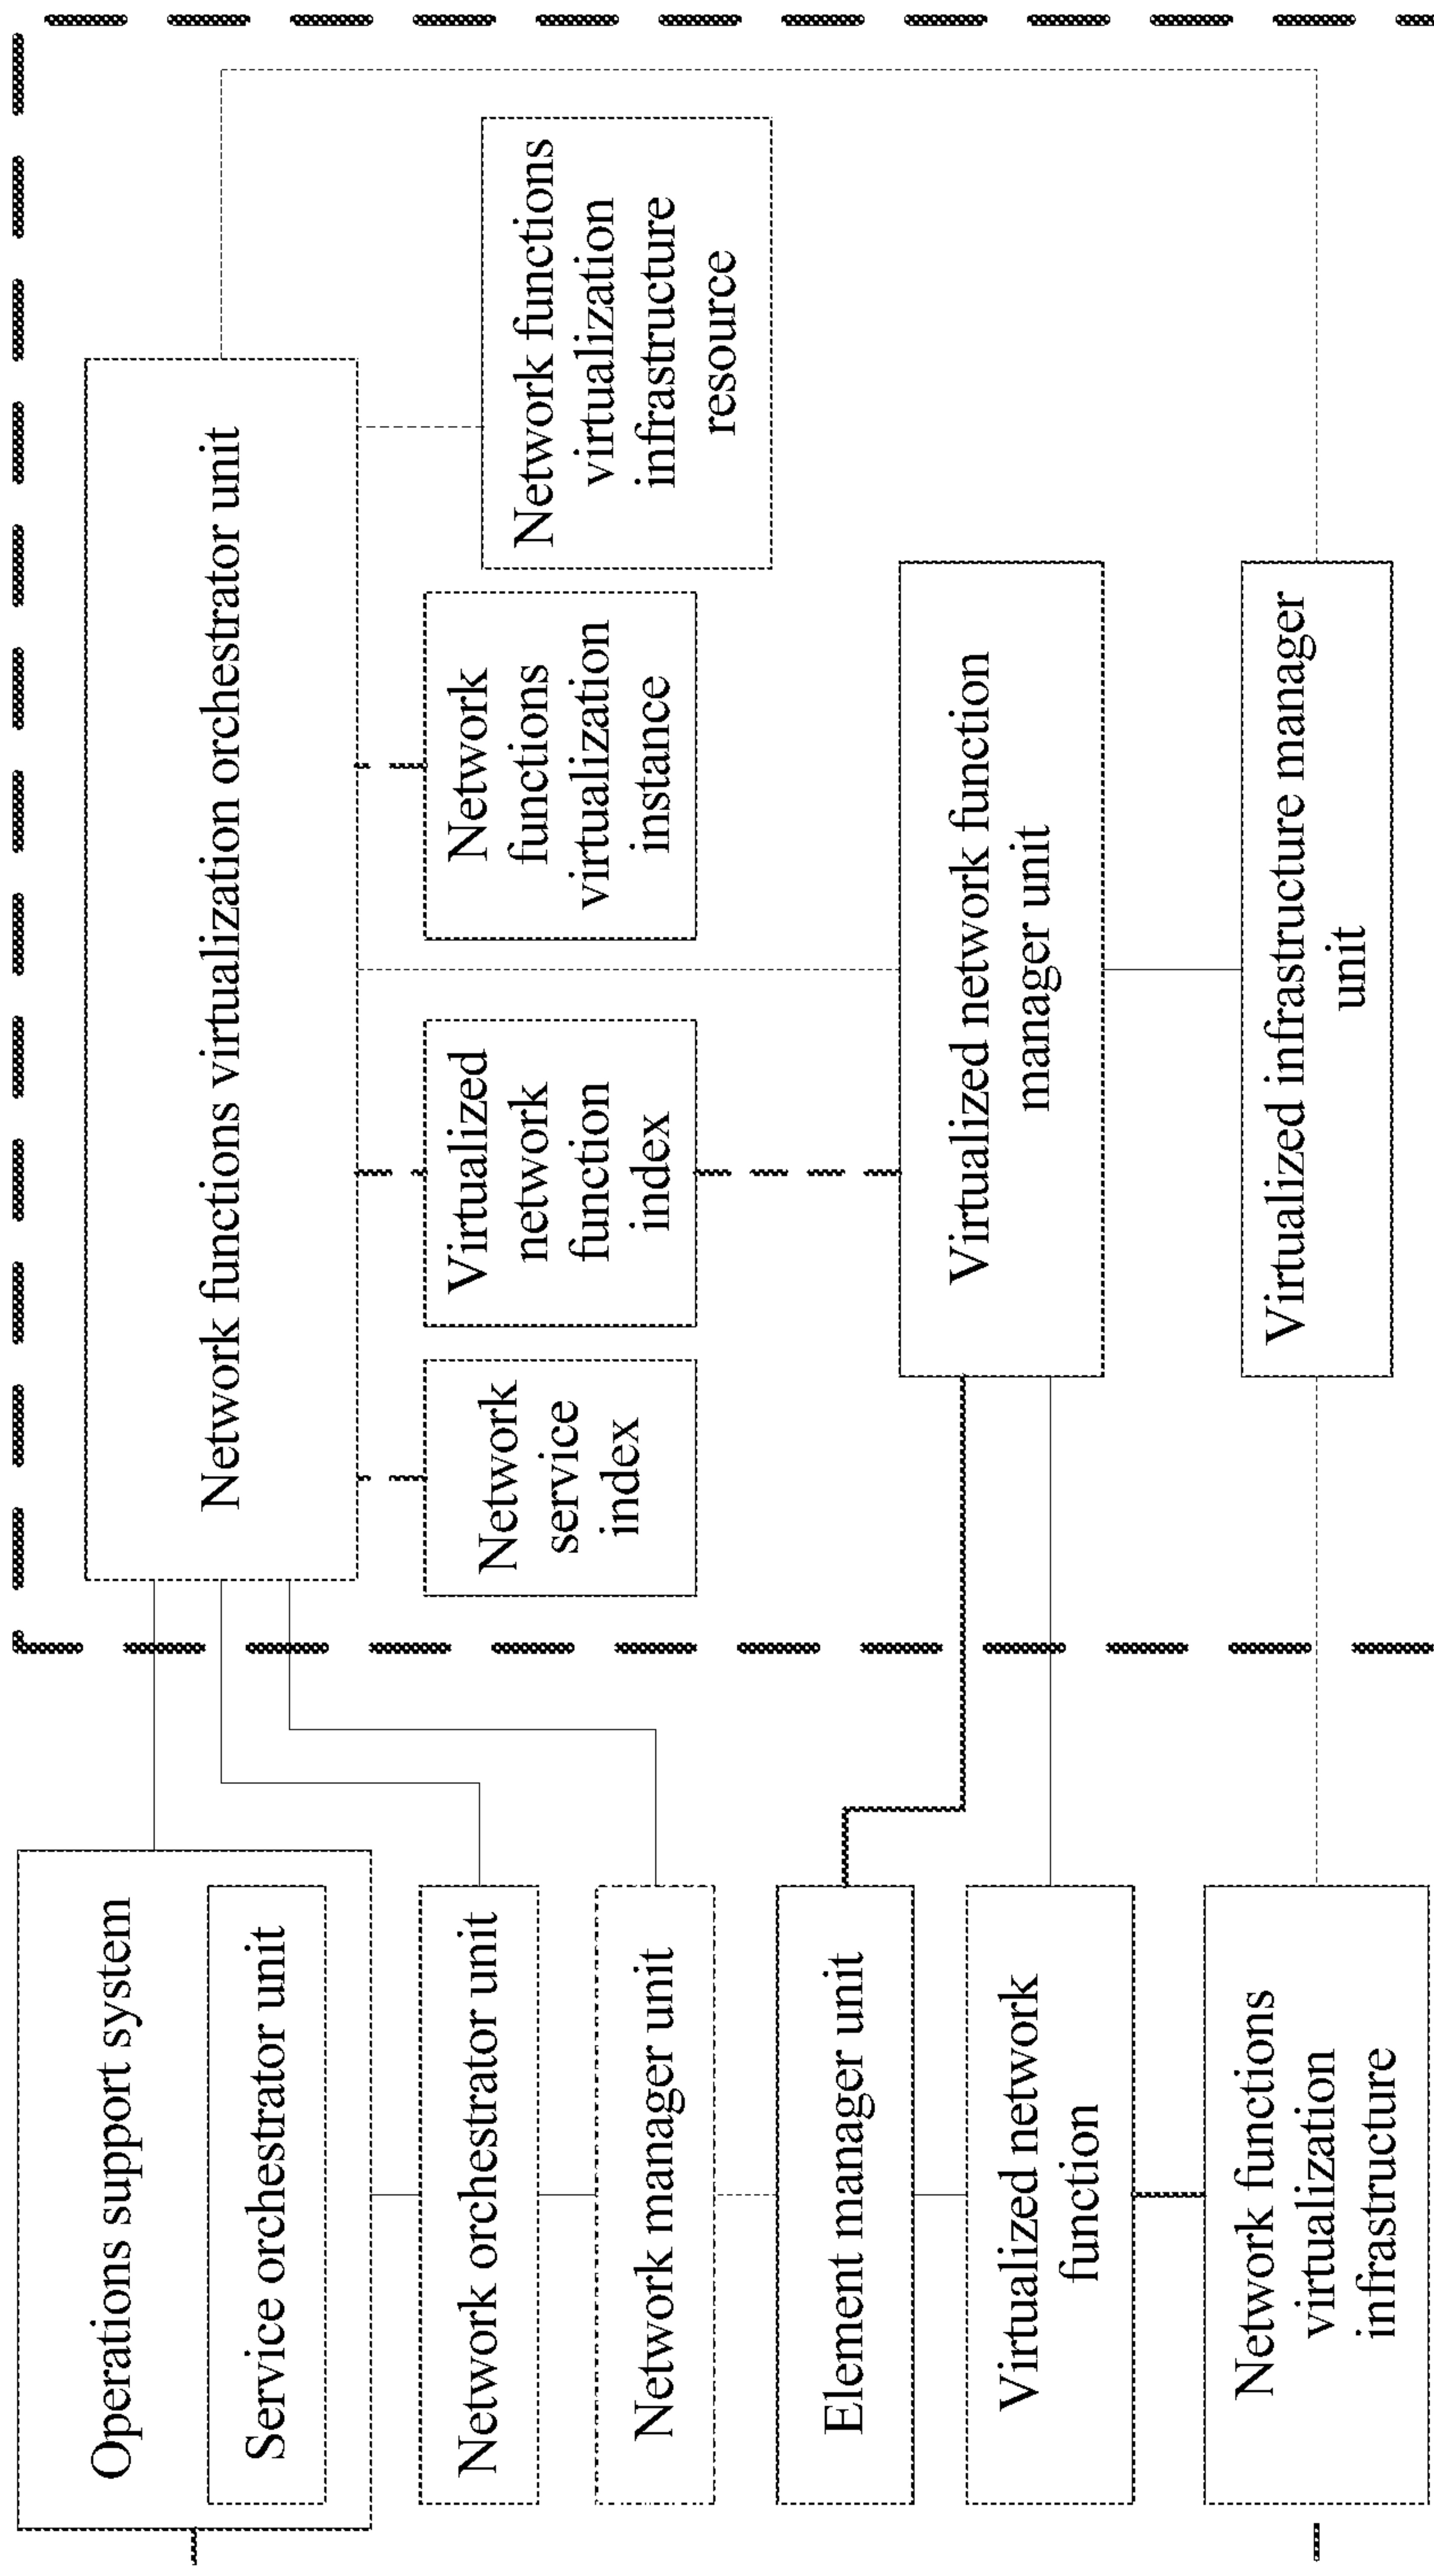 Operations support system
Service orchestrator unit
Network orchestrator unit
Network manager unit
Element manager unit
Virtualized network
function
Network functions
virtualization
infrastructure
Network functions virtualization orchestrator unit
Network
service
index
Virtualized
network
function
index
Network
functions
virtualization
instance
Network functions
virtualization
infrastructure
resource
Virtualized network function
manager unit
Virtualized infrastructure manager
unit